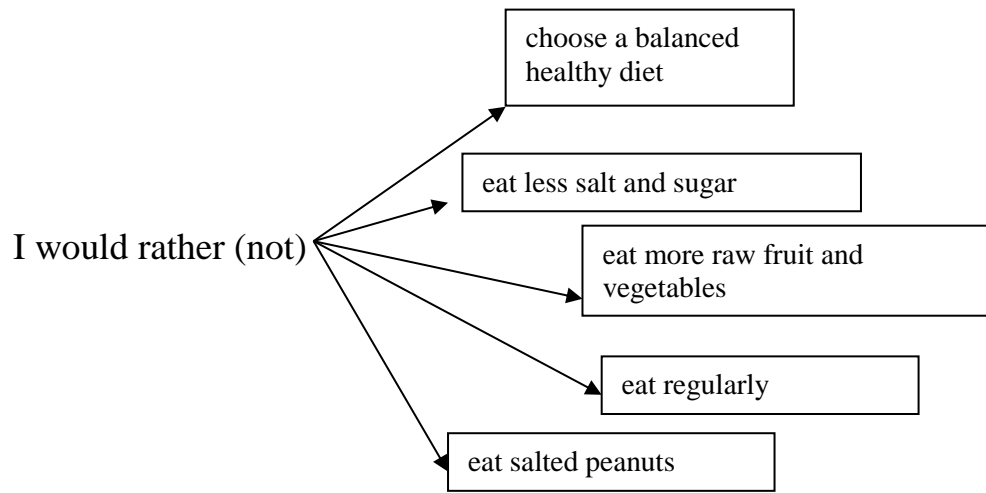 choose a balanced
healthy diet
eat less salt and sugar
I would rather (not)
eat more raw fruit and
vegetables
eat regularly
eat salted peanuts